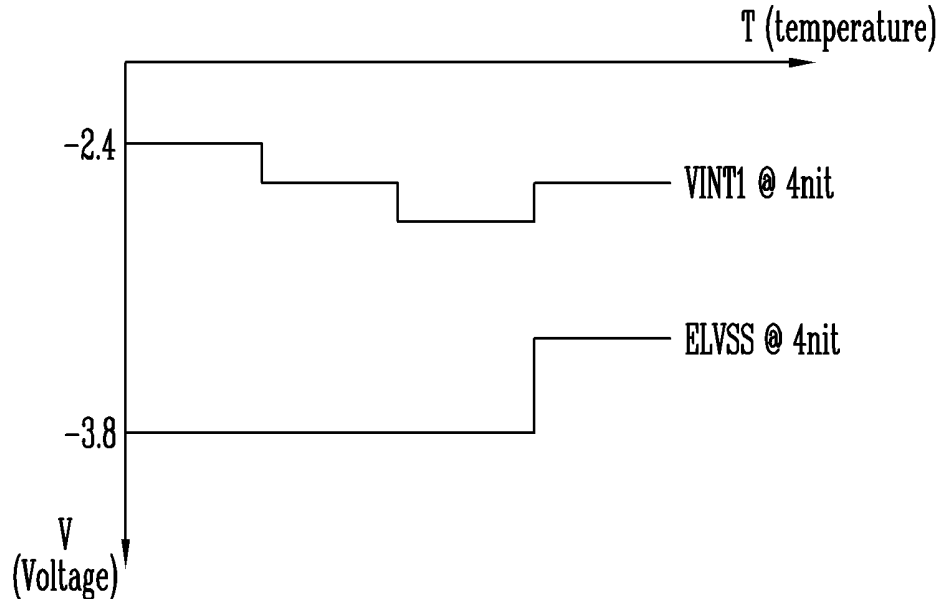 T (temperature)
-2.4
VINT1 @ 4nit
ELVSS @ 4nit
-3.8
V
(Voltage)